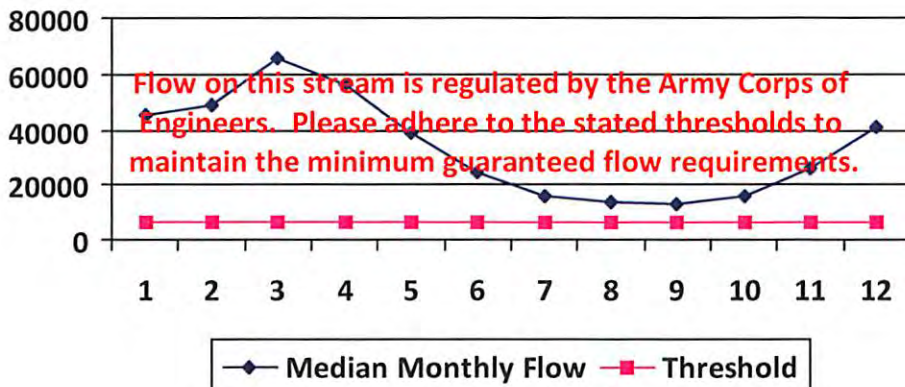 80000
60000
40000
20000
0
Flow on this stream is regulated by the Army Corps of
Engineers. Please adhere to the stated thresholds to
maintain the minimum guaranteed flow requirements.
1 2 3 4 5 6 7 8 9 10 11 12
Median Monthly Flow Threshold